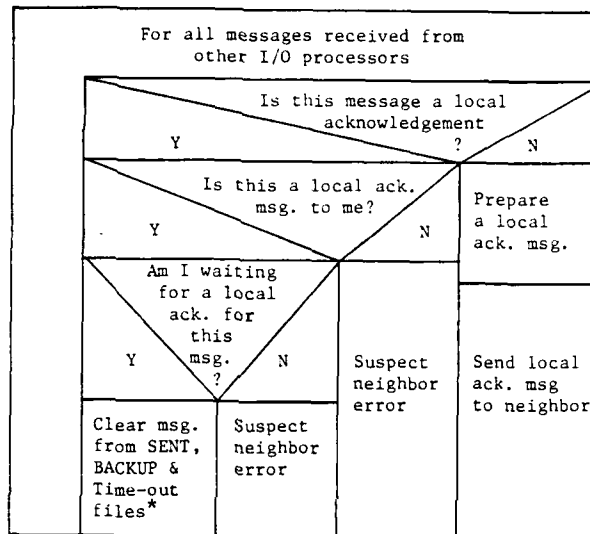 For all messages received from
other I/O processors
Is this message a local
acknowledgement
?
Y
N
Is this a local ack.
msg. to me?
Y
N
Prepare
a local
ack. msg.
Am I waiting
for a local
ack. for
this
msg.
?
Y
N
Suspect
neighbor
error
Send local
ack. msg
to neighbor
Clear msg.
from SENT,
BACKUP &
Time-out
files*
Suspect
neighbor
error